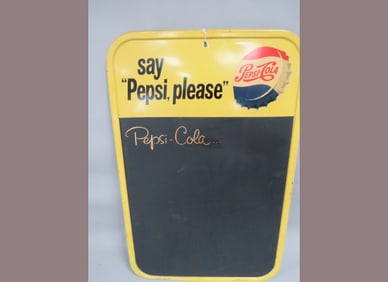 say
"Pepsi, please"
PEPSI-COLA
Pepsi-Cola